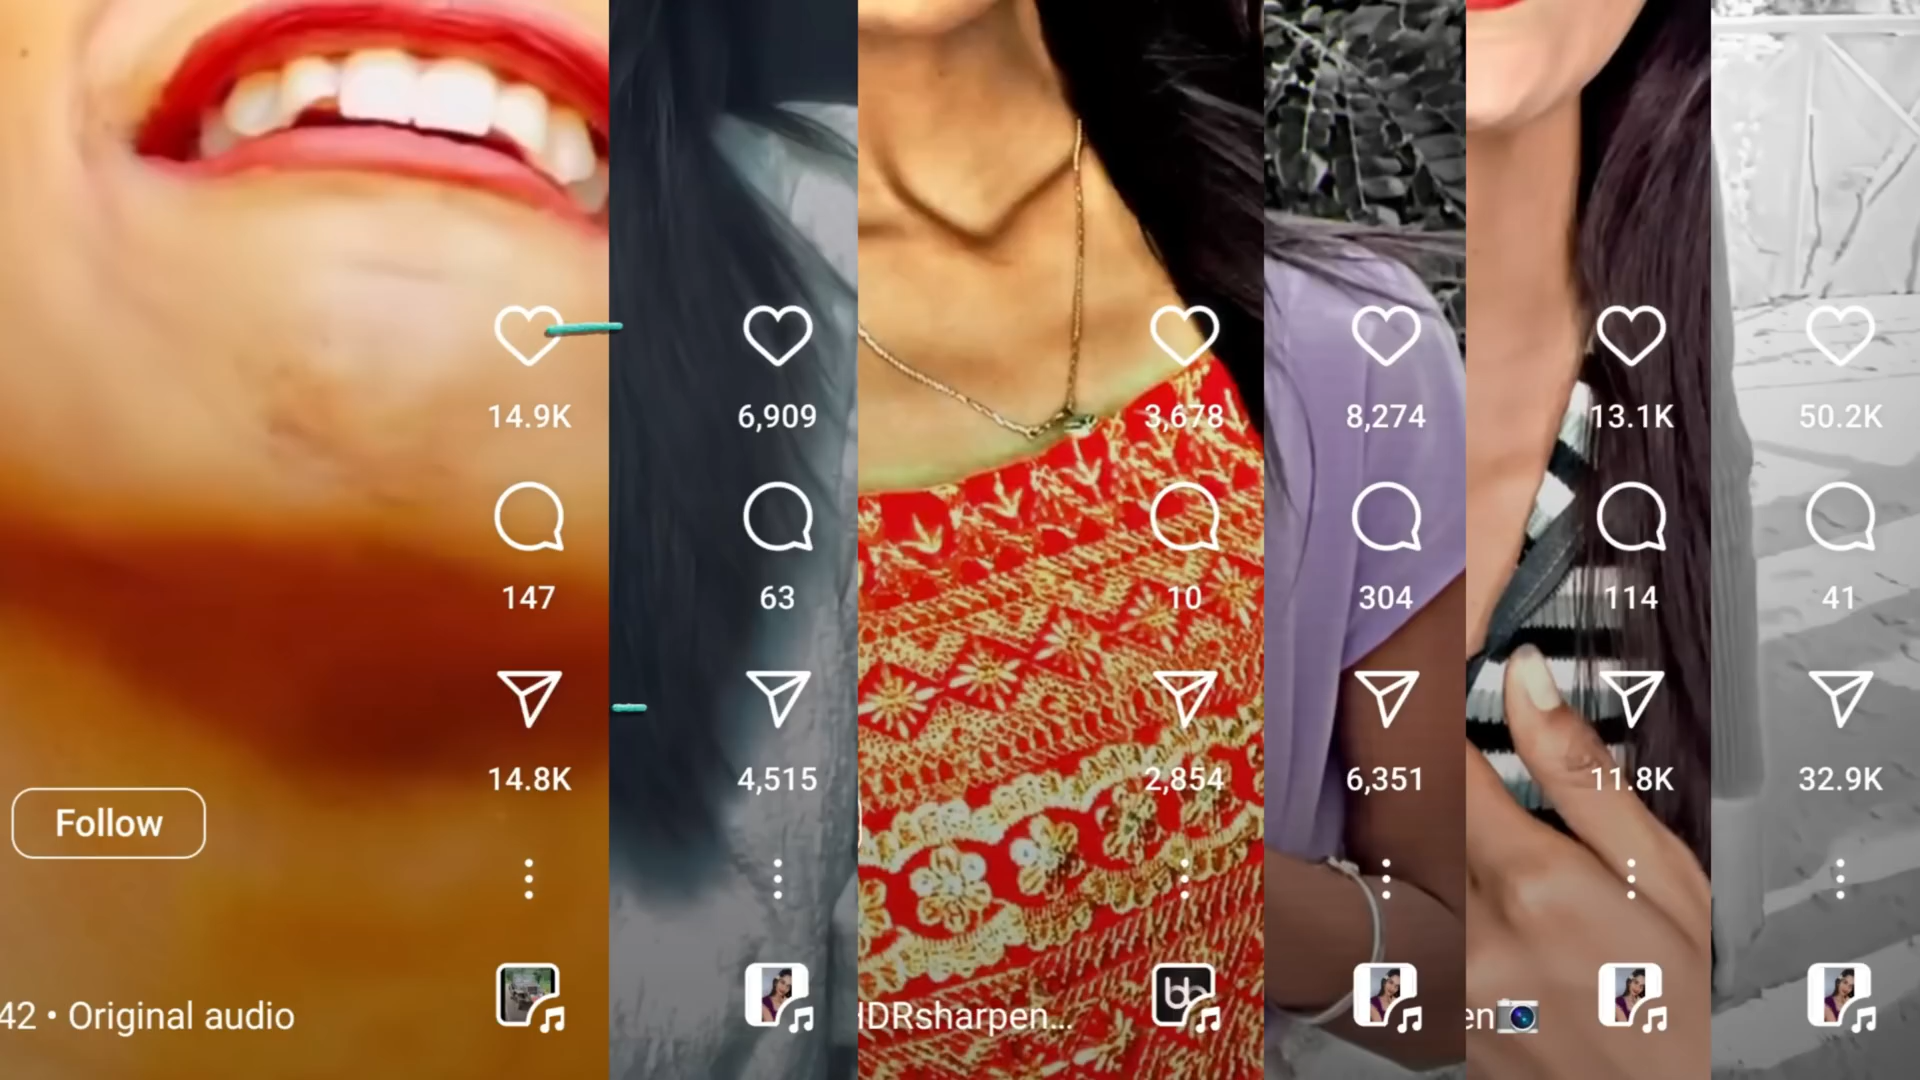 14.9K
6,909
3,678
8,274
13.1K
50.2K
147
63
10
304
114
41
14.8K
4,515
2,854
6,351
11.8K
32.9K
Follow
42 • Original audio
HDRsharpen...
en